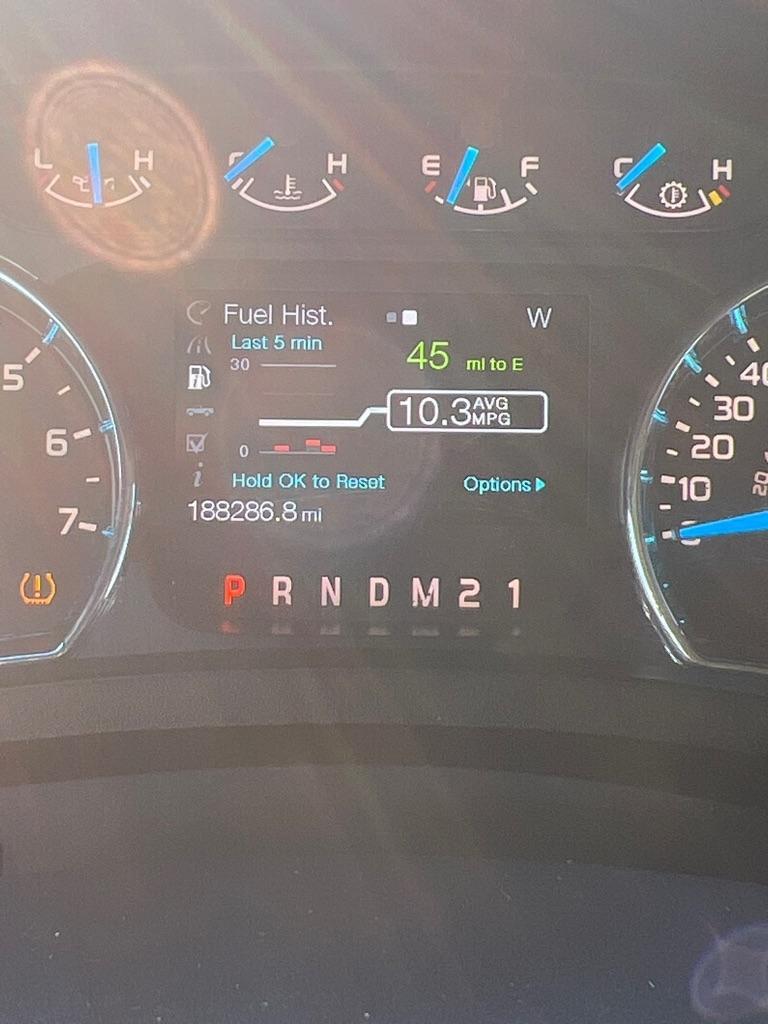 L H C H E F C H
Fuel Hist. W
Last 5 min
45 mi to E
30
10.3 AVG MPG
0
Hold OK to Reset Options
188286.8 mi
P R N D M 2 1
5
6
7
40
30
20
10
20